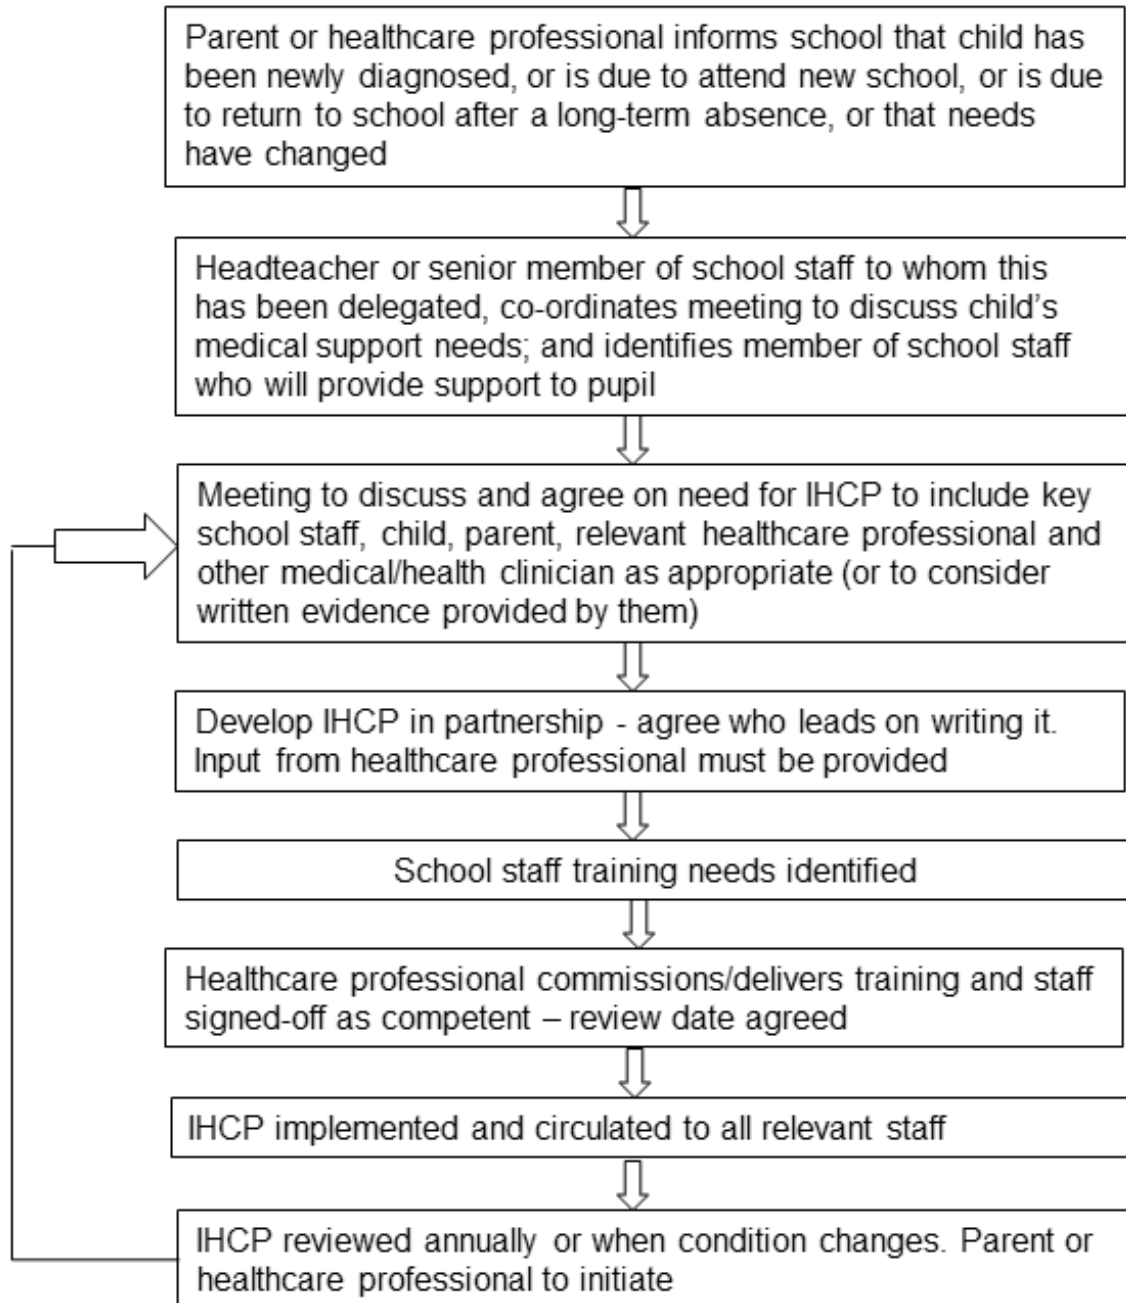 Parent or healthcare professional informs school that child has
been newly diagnosed, or is due to attend new school, or is due
to return to school after a long-term absence, or that needs
have changed
Headteacher or senior member of school staff to whom this
has been delegated, co-ordinates meeting to discuss child’s
medical support needs; and identifies member of school staff
who will provide support to pupil
Meeting to discuss and agree on need for IHCP to include key
school staff, child, parent, relevant healthcare professional and
other medical/health clinician as appropriate (or to consider
written evidence provided by them)
Develop IHCP in partnership - agree who leads on writing it.
Input from healthcare professional must be provided
School staff training needs identified
Healthcare professional commissions/delivers training and staff
signed-off as competent – review date agreed
IHCP implemented and circulated to all relevant staff
IHCP reviewed annually or when condition changes. Parent or
healthcare professional to initiate